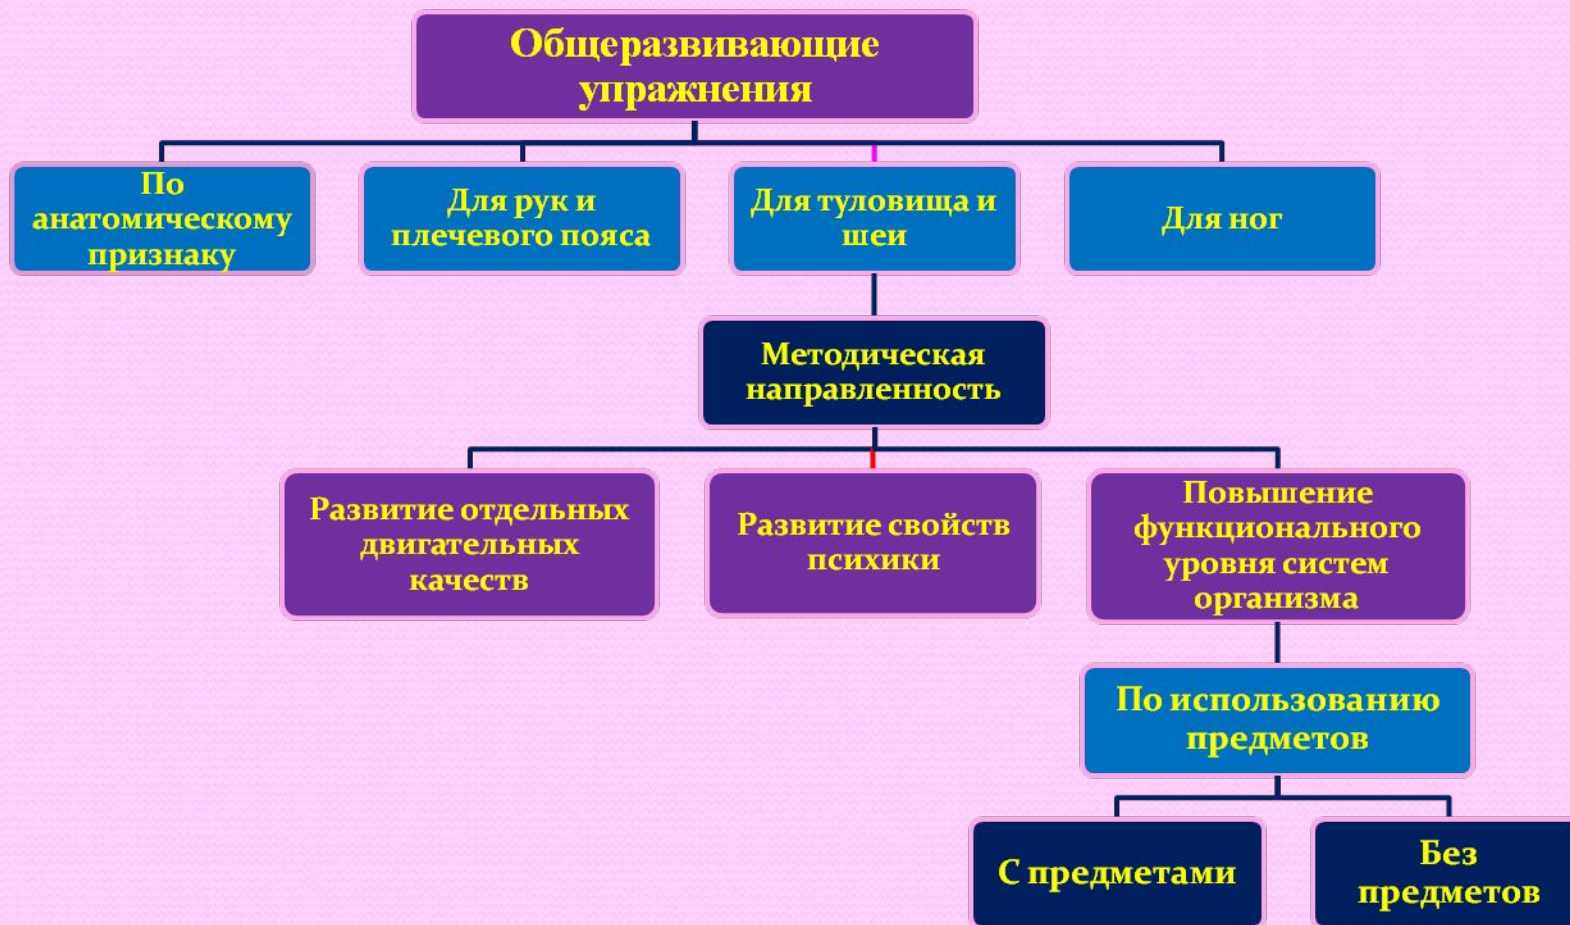 Общеразвивающие
упражнения
По
анатомическому
признаку
Для рук и
плечевого пояса
Для туловища и
шеи
Для ног
Методическая
направленность
Развитие отдельных
двигательных
качеств
Развитие свойств
психики
Повышение
функционального
уровня систем
организма
По использованию
предметов
С предметами
Без
предметов